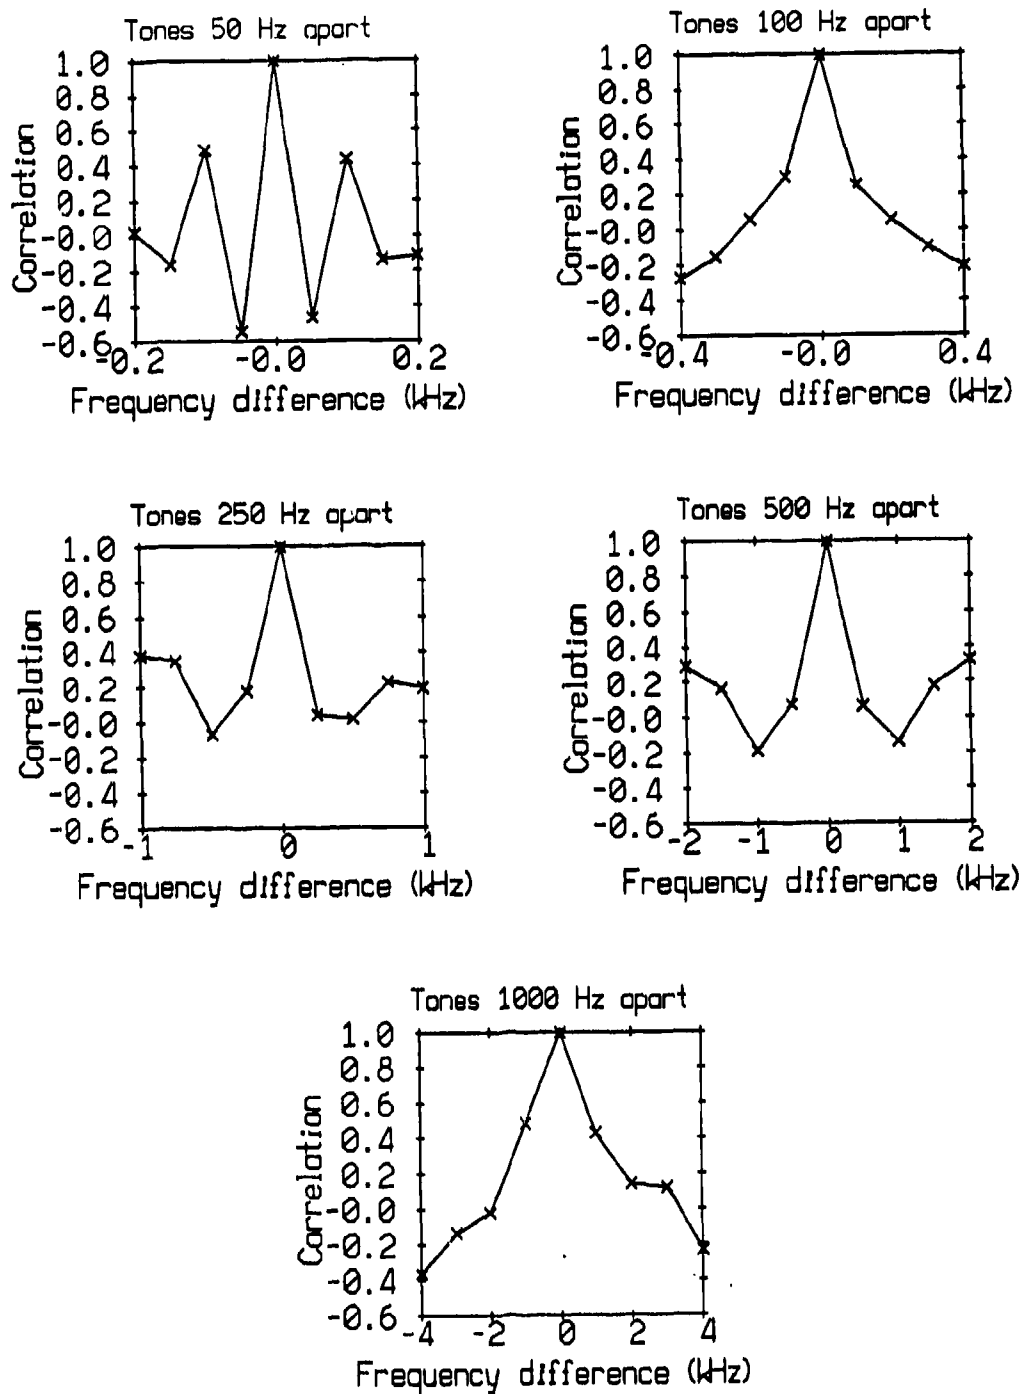 Tones 50 Hz apart
1.0
0.8
0.6
0.4
0.2
-0.0
-0.2
-0.4
-0.6
Correlation
-0.2 -0.0 0.2
Frequency difference (kHz)
Tones 100 Hz apart
1.0
0.8
0.6
0.4
0.2
-0.0
-0.2
-0.4
-0.6
Correlation
-0.4 -0.0 0.4
Frequency difference (kHz)
Tones 250 Hz apart
1.0
0.8
0.6
0.4
0.2
-0.0
-0.2
-0.4
-0.6
Correlation
-1 0 1
Frequency difference (kHz)
Tones 500 Hz apart
1.0
0.8
0.6
0.4
0.2
-0.0
-0.2
-0.4
-0.6
Correlation
-2 -1 0 1 2
Frequency difference (kHz)
Tones 1000 Hz apart
1.0
0.8
0.6
0.4
0.2
-0.0
-0.2
-0.4
-0.6
Correlation
-4 -2 0 2 4
Frequency difference (kHz)